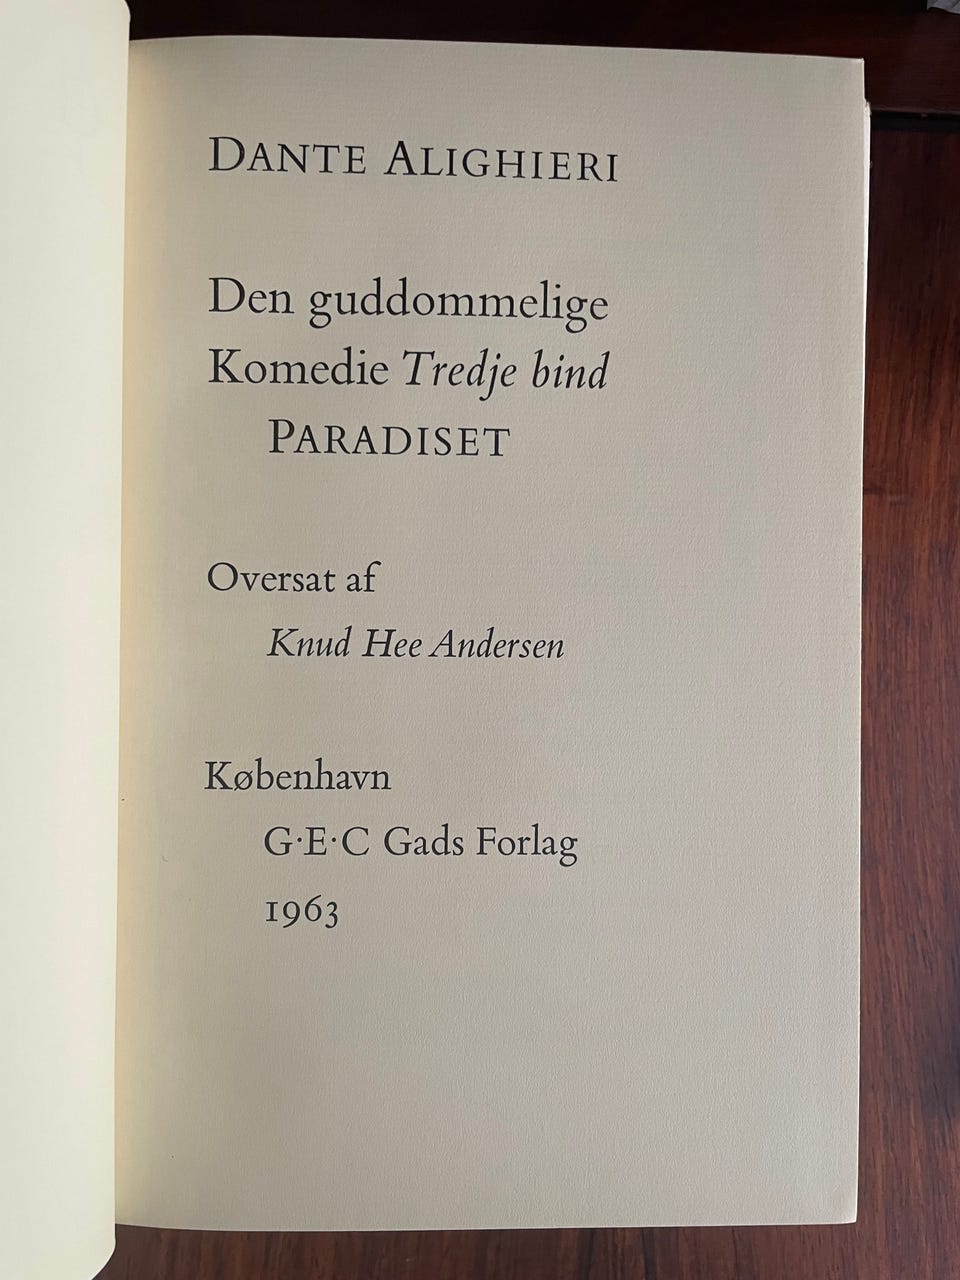 DANTE ALIGHIERI
Den guddommelige
Komedie Tredje bind
PARADISET
Oversat af
Knud Hee Andersen
København
G·E·C Gads Forlag
1963